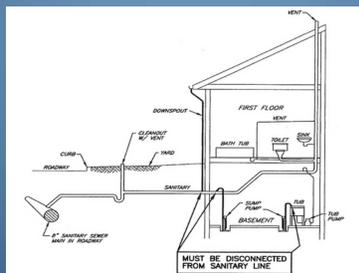 VENT
DOWNSPOUT
FIRST FLOOR
VENT
CLEANOUT
W/ VENT
SINK
TOILET
BATH TUB
CURB
YARD
ROADWAY
SANITARY
SUMP
PUMP
TUB
BASEMENT
TUB
PUMP
8" SANITARY SEWER
MAIN IN ROADWAY
MUST BE DISCONNECTED
FROM SANITARY LINE